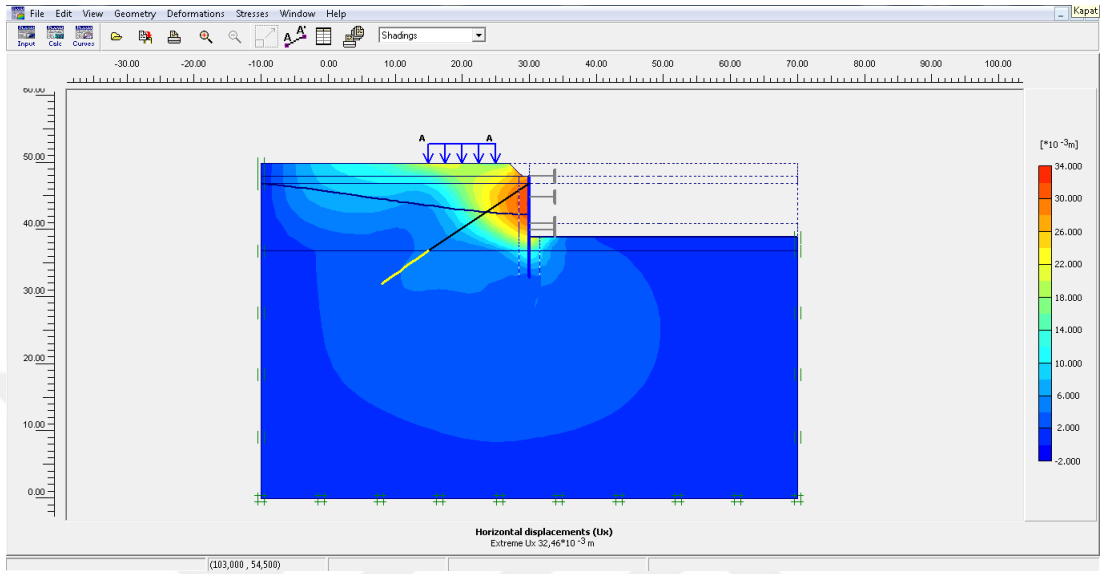 File Edit View Geometry Deformations Stresses Window Help
Kapat
Input Calc Curves
A A'
Shadings
-30.00 -20.00 -10.00 0.00 10.00 20.00 30.00 40.00 50.00 60.00 70.00 80.00 90.00 100.00
60.00
50.00
40.00
30.00
20.00
10.00
0.00
A A
[*10 -3m]
34.000
30.000
26.000
22.000
18.000
14.000
10.000
6.000
2.000
-2.000
Horizontal displacements (Ux)
Extreme Ux 32,46*10 -3 m
(103,000 , 54,500)